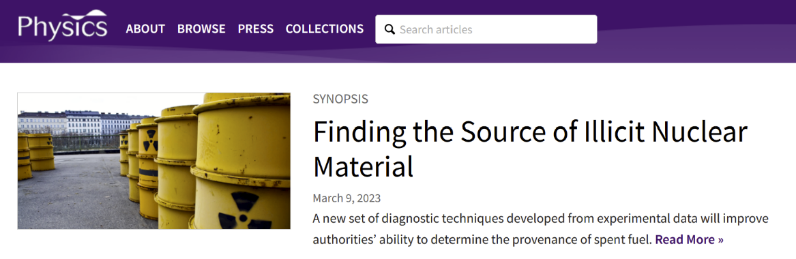 Physics ABOUT BROWSE PRESS COLLECTIONS Search articles
SYNOPSIS
Finding the Source of Illicit Nuclear
Material
March 9, 2023
A new set of diagnostic techniques developed from experimental data will improve
authorities’ ability to determine the provenance of spent fuel. Read More »